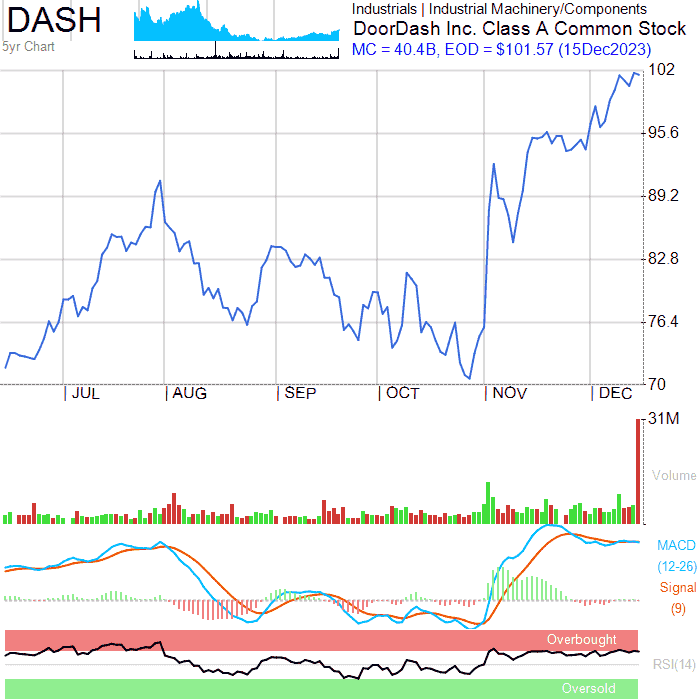 DASH
5yr Chart
Industrials | Industrial Machinery/Components
DoorDash Inc. Class A Common Stock
MC = 40.4B, EOD = $101.57 (15Dec2023)
102
95.6
89.2
82.8
76.4
70
JUL
AUG
SEP
OCT
NOV
DEC
31M
Volume
MACD
(12-26)
Signal
(9)
Overbought
RSI(14)
Oversold